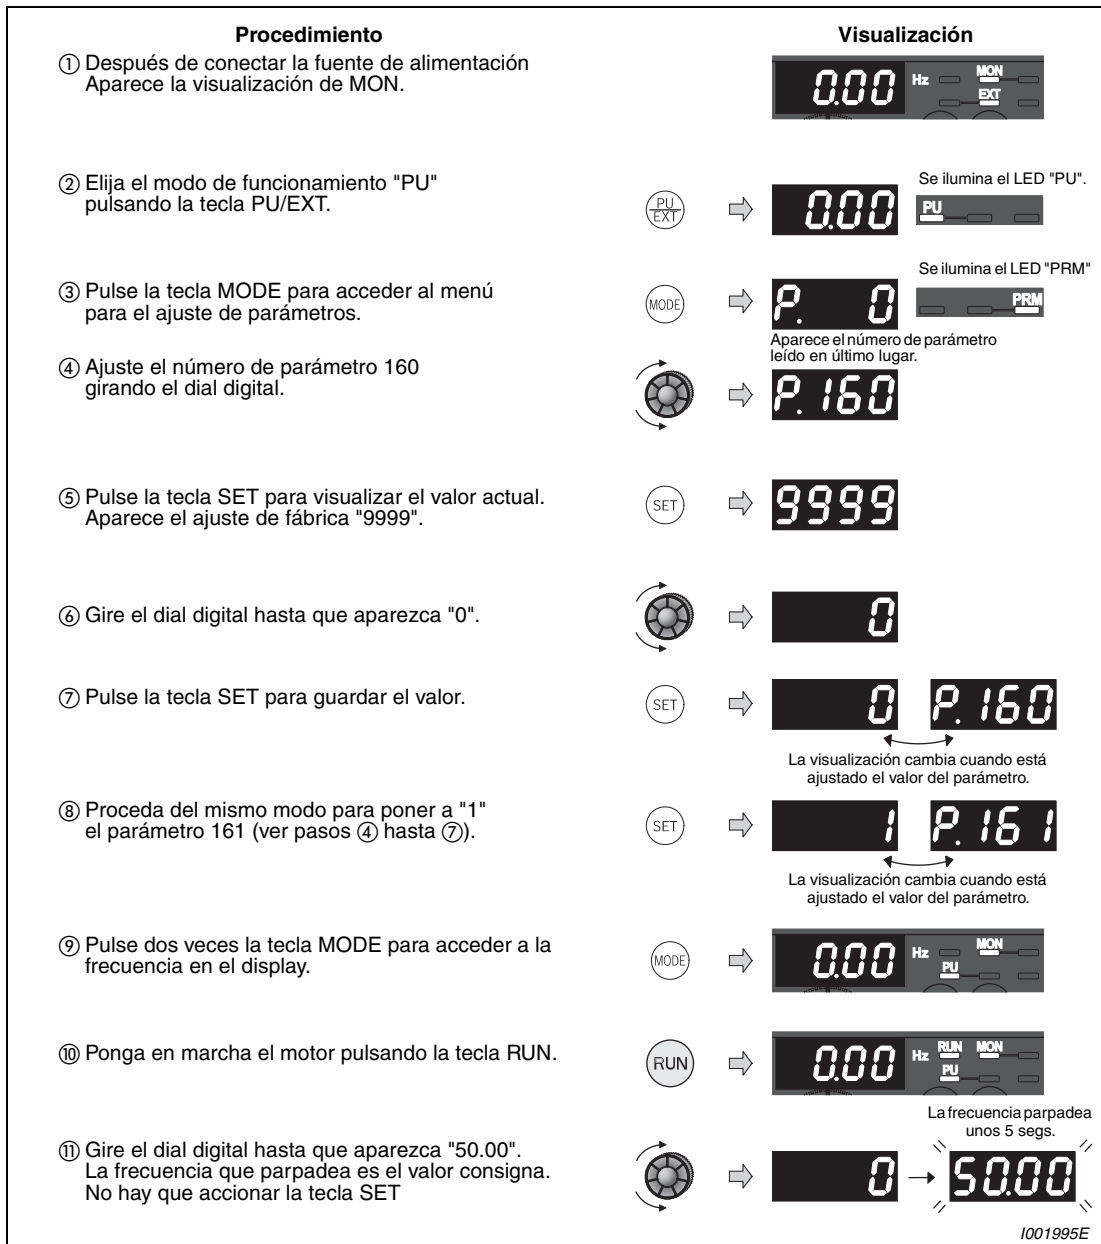 Procedimiento
Visualización
① Después de conectar la fuente de alimentación
Aparece la visualización de MON.
0.00 Hz MON
EXT
② Elija el modo de funcionamiento "PU"
pulsando la tecla PU/EXT.
PU
EXT
0.00
Se ilumina el LED "PU".
PU
③ Pulse la tecla MODE para acceder al menú
para el ajuste de parámetros.
MODE
P. 0
Se ilumina el LED "PRM"
PRM
Aparece el número de parámetro
leído en último lugar.
④ Ajuste el número de parámetro 160
girando el dial digital.
P.160
⑤ Pulse la tecla SET para visualizar el valor actual.
Aparece el ajuste de fábrica "9999".
SET
9999
⑥ Gire el dial digital hasta que aparezca "0".
0
⑦ Pulse la tecla SET para guardar el valor.
SET
0 P.160
La visualización cambia cuando está
ajustado el valor del parámetro.
⑧ Proceda del mismo modo para poner a "1"
el parámetro 161 (ver pasos ④ hasta ⑦).
SET
1 P.161
La visualización cambia cuando está
ajustado el valor del parámetro.
⑨ Pulse dos veces la tecla MODE para acceder a la
frecuencia en el display.
MODE
0.00 Hz MON
PU
⑩ Ponga en marcha el motor pulsando la tecla RUN.
RUN
0.00 Hz RUN MON
PU
⑪ Gire el dial digital hasta que aparezca "50.00".
La frecuencia que parpadea es el valor consigna.
No hay que accionar la tecla SET
0
La frecuencia parpadea
unos 5 segs.
50.00
I001995E